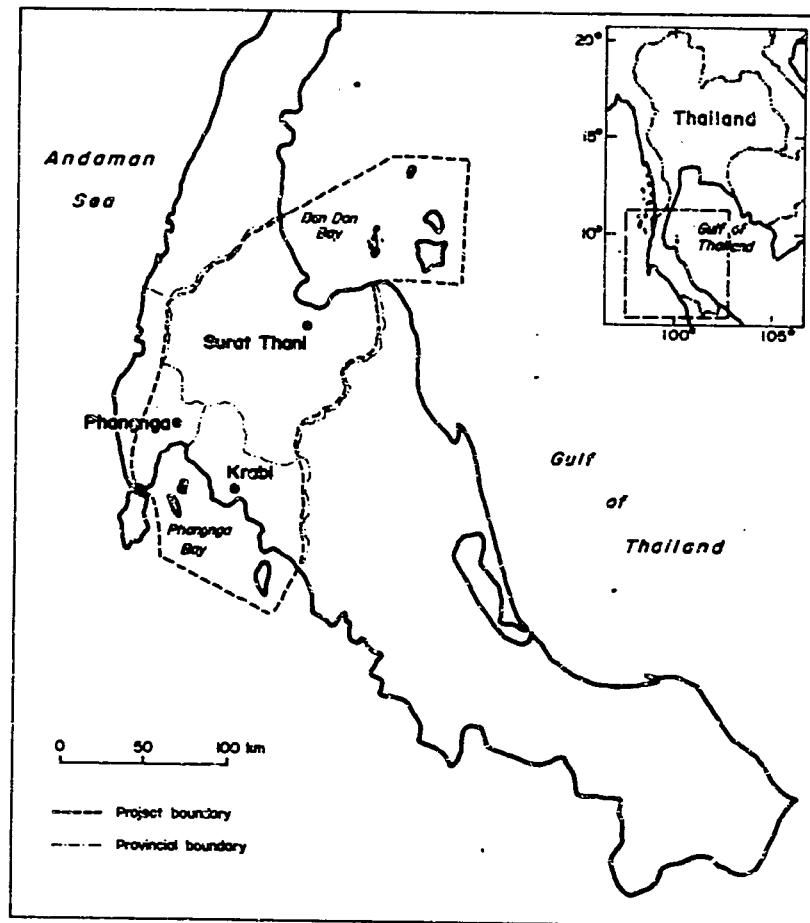 Andaman
Sea
Ban Don
Bay
Surat Thani
Phangnga
Krabi
Phangnga
Bay
Gulf
of
Thailand
0 50 100 km
Project boundary
Provincial boundary
20°
15°
10°
Thailand
Gulf of
Thailand
100° 105°